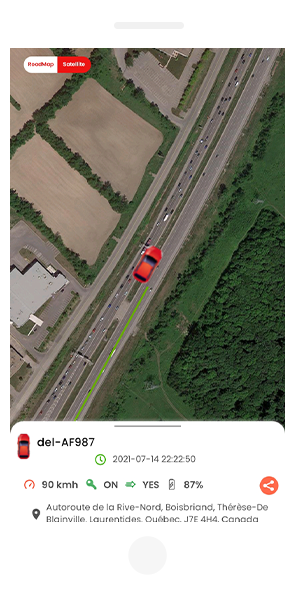 RoadMap Satellite
del-AF987
2021-07-14 22:22:50
90 kmh ON YES 87%
Autoroute de la Rive-Nord, Boisbriand, Thérèse-De
Blainville, Laurentides, Québec, J7E 4H4, Canada